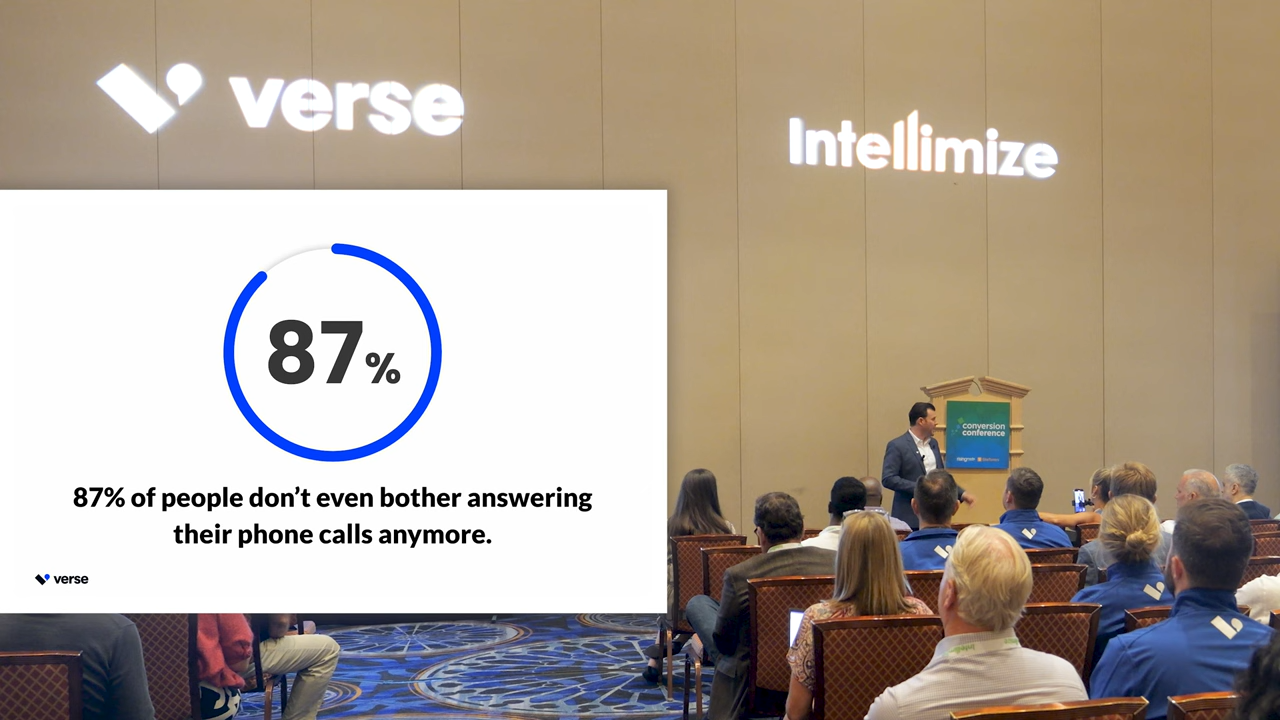 verse
Intellimize
87%
87% of people don’t even bother answering
their phone calls anymore.
verse
conversion
conference